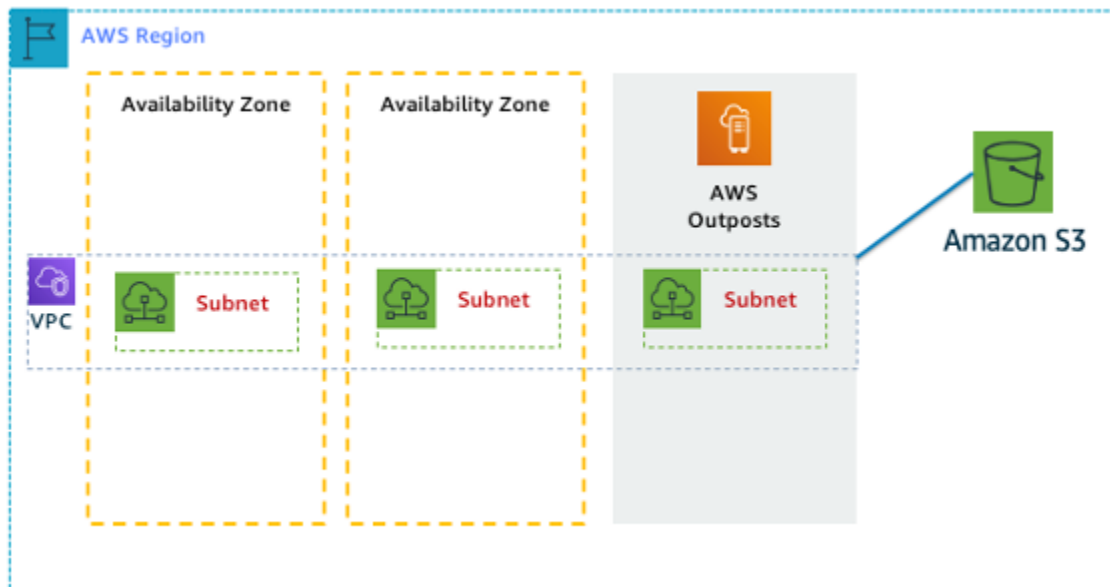 AWS Region
Availability Zone
Availability Zone
AWS
Outposts
Amazon S3
VPC
Subnet
Subnet
Subnet